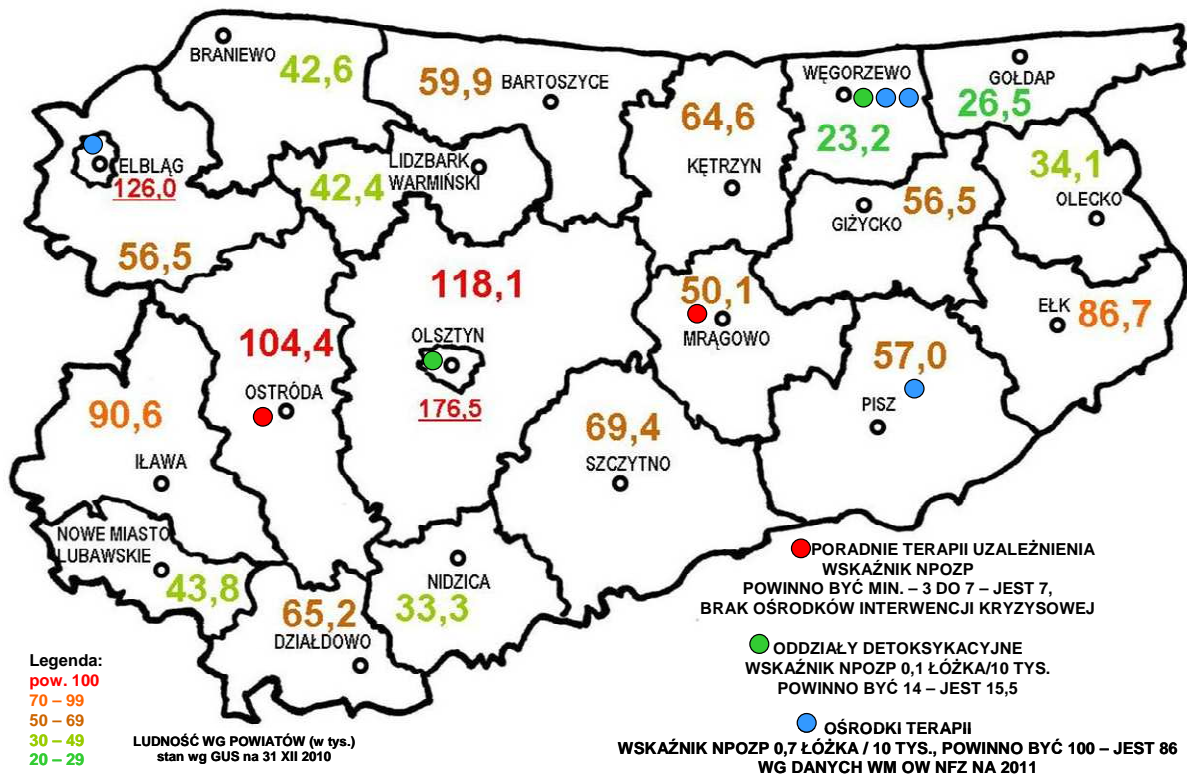 BRANIEWO
42,6
59,9
BARTOSZYCE
WĘGORZEWO
23,2
GOŁDAP
26,5
64,6
KĘTRZYN
ELBLĄG
126,0
56,5
42,4
LIDZBARK
WARMIŃSKI
GIŻYCKO
56,5
34,1
OLECKO
118,1
OLSZTYN
176,5
104,4
OSTRÓDA
50,1
MRĄGOWO
EŁK
86,7
57,0
PISZ
90,6
IŁAWA
69,4
SZCZYTNO
NOWE MIASTO
LUBAWSKIE
43,8
65,2
DZIAŁDOWO
NIDZICA
33,3
PORADNIE TERAPII UZALEŻNIENIA
WSKAŹNIK NPOZP
POWINNO BYĆ MIN. – 3 DO 7 – JEST 7,
BRAK OŚRODKÓW INTERWENCJI KRYZYSOWEJ
ODDZIAŁY DETOKSYKACYJNE
WSKAŹNIK NPOZP 0,1 ŁÓŻKA/10 TYS.
POWINNO BYĆ 14 – JEST 15,5
OŚRODKI TERAPII
WSKAŹNIK NPOZP 0,7 ŁÓŻKA / 10 TYS., POWINNO BYĆ 100 – JEST 86
WG DANYCH WM OW NFZ NA 2011
Legenda:
pow. 100
70 – 99
50 – 69
30 – 49
20 – 29
LUDNOŚĆ WG POWIATÓW (w tys.)
stan wg GUS na 31 XII 2010